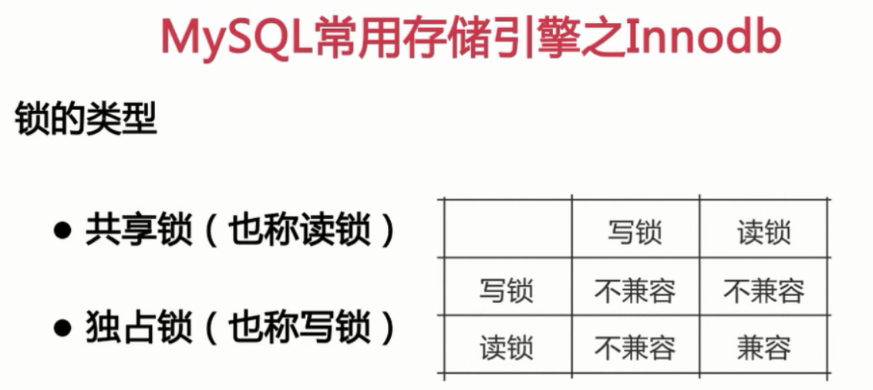 MySQL常用存储引擎之Innodb
锁的类型
● 共享锁（也称读锁）
● 独占锁（也称写锁）
写锁 读锁
写锁 不兼容 不兼容
读锁 不兼容 兼容